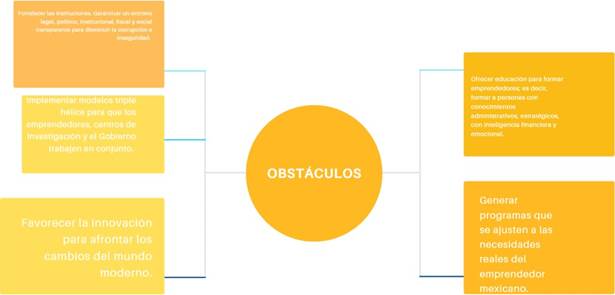 Fortalecer las instituciones. Garantizar un entorno
legal, político, institucional, fiscal y social
transparente para disminuir la corrupción e
inseguridad.
Implementar modelos triple
hélice para que los
emprendedores, centros de
investigación y el Gobierno
trabajen en conjunto.
Favorecer la innovación
para afrontar los
cambios del mundo
moderno.
OBSTÁCULOS
Ofrecer educación para formar
emprendedores; es decir,
formar a personas con
conocimientos
administrativos, estratégicos,
con inteligencia financiera y
emocional.
Generar
programas que
se ajusten a las
necesidades
reales del
emprendedor
mexicano.